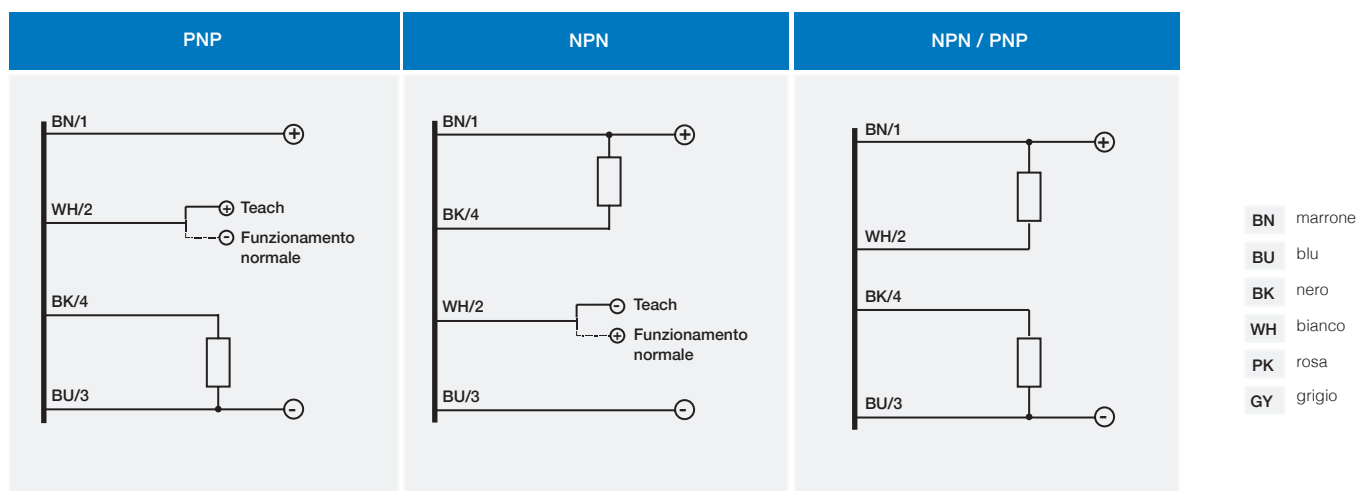 PNP
BN/1
+
WH/2
+ Teach
- Funzionamento
normale
BK/4
BU/3
-
NPN
BN/1
+
BK/4
WH/2
- Teach
+ Funzionamento
normale
BU/3
-
NPN / PNP
BN/1
+
WH/2
BK/4
BU/3
-
BN marrone
BU blu
BK nero
WH bianco
PK rosa
GY grigio